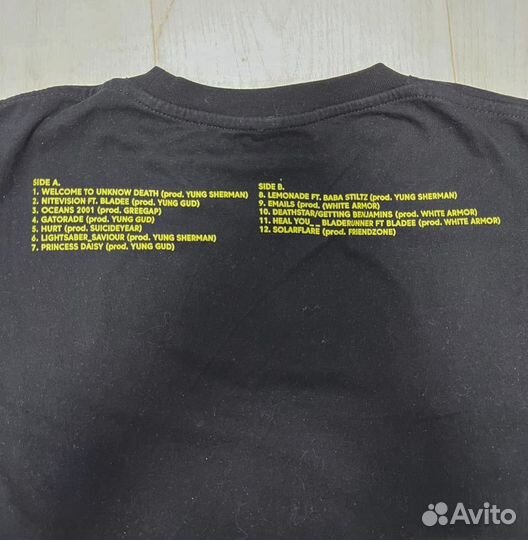 SIDE A.
1. WELCOME TO UNKNOW DEATH (prod. YUNG SHERMAN)
2. NITEVISION FT. BLADEE (prod. YUNG GUD)
3. OCEANS 2001 (prod. GREEGAP)
4. GATORADE (prod. YUNG GUD)
5. HURT (prod. SUICIDEYEAR)
6. LIGHTSABER_SAVIOUR (prod. YUNG SHERMAN)
7. PRINCESS DAISY (prod. YUNG GUD)
SIDE B.
8. LEMONADE FT. BABA STILTZ (prod. YUNG SHERMAN)
9. EMAILS (prod. (WHITE ARMOR)
10. DEATHSTAR/GETTING BENJAMINS (prod. WHITE ARMOR)
11. HEAL YOU__ BLADERUNNER FT BLADEE (prod. WHITE ARMOR)
12. SOLARFLARE (prod. FRIENDZONE)
Avito